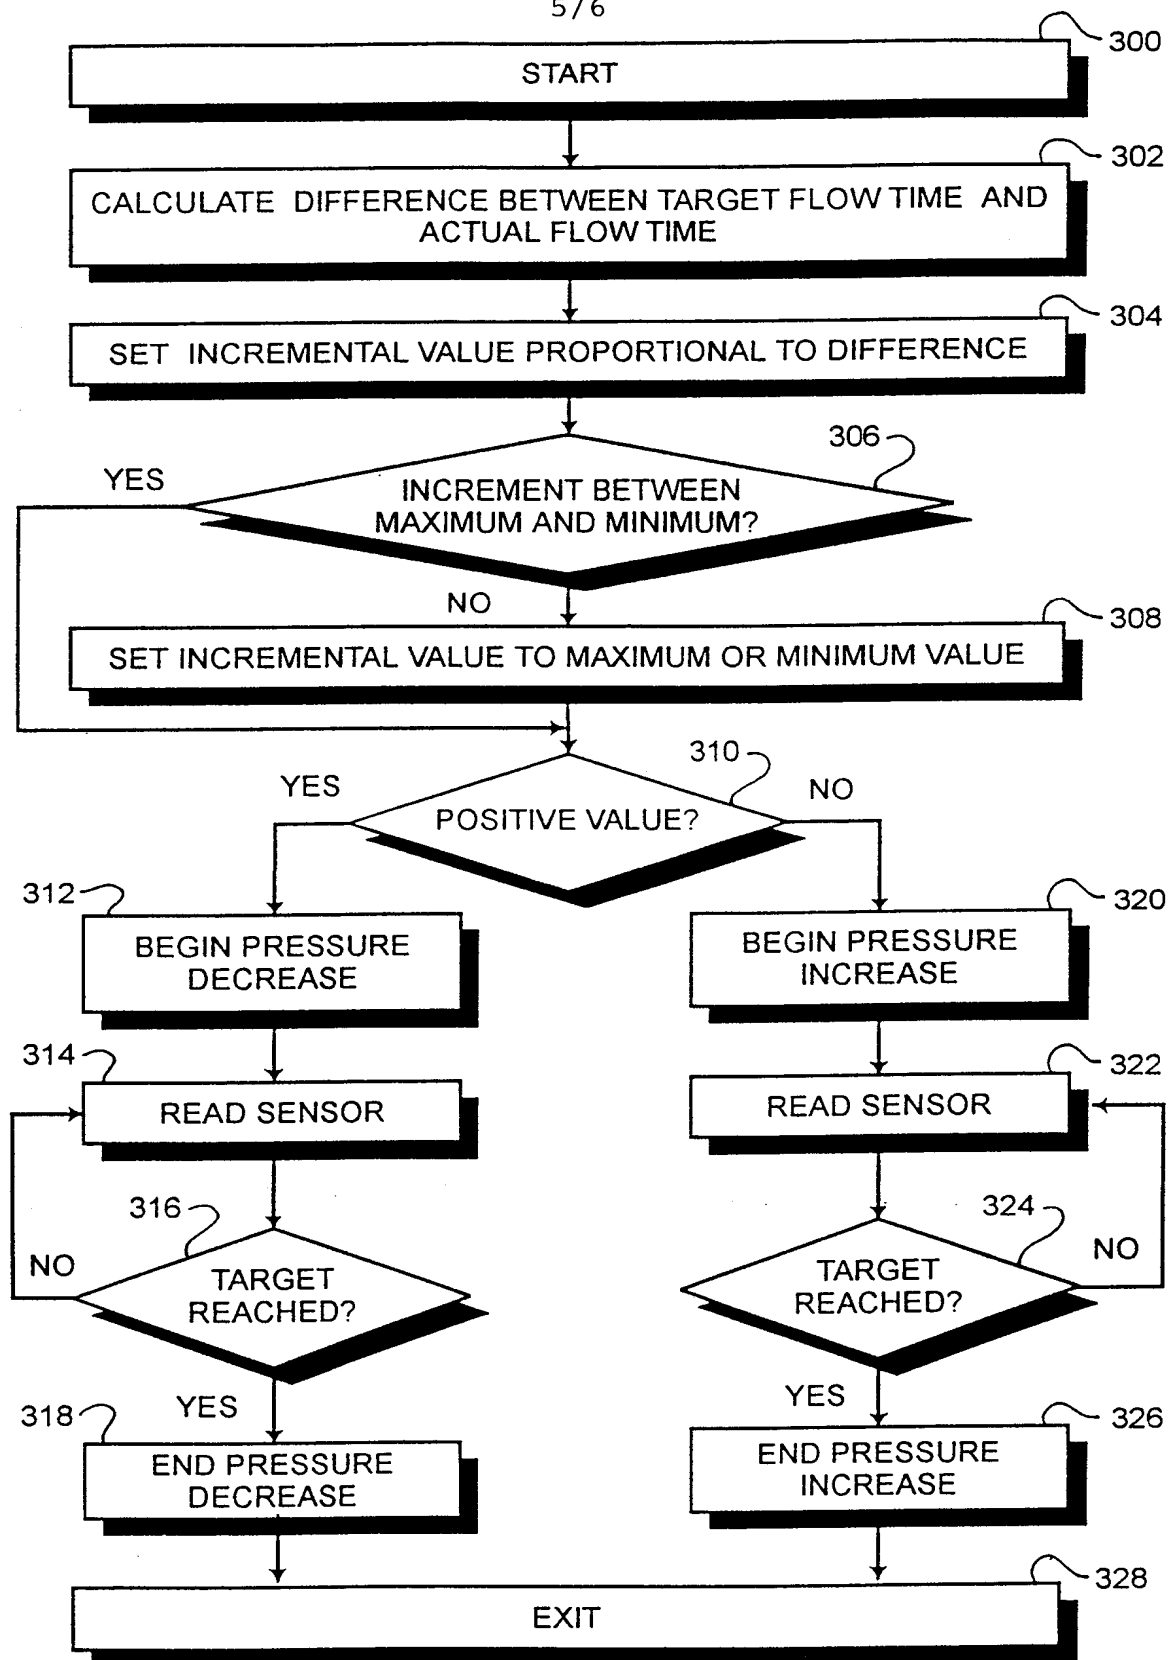 5/6
300
START
302
CALCULATE DIFFERENCE BETWEEN TARGET FLOW TIME AND
ACTUAL FLOW TIME
304
SET INCREMENTAL VALUE PROPORTIONAL TO DIFFERENCE
306
YES
INCREMENT BETWEEN
MAXIMUM AND MINIMUM?
NO
308
SET INCREMENTAL VALUE TO MAXIMUM OR MINIMUM VALUE
310
YES
NO
POSITIVE VALUE?
312
BEGIN PRESSURE
DECREASE
320
BEGIN PRESSURE
INCREASE
314
READ SENSOR
322
READ SENSOR
316
NO
TARGET
REACHED?
324
NO
TARGET
REACHED?
YES
YES
318
END PRESSURE
DECREASE
326
END PRESSURE
INCREASE
328
EXIT